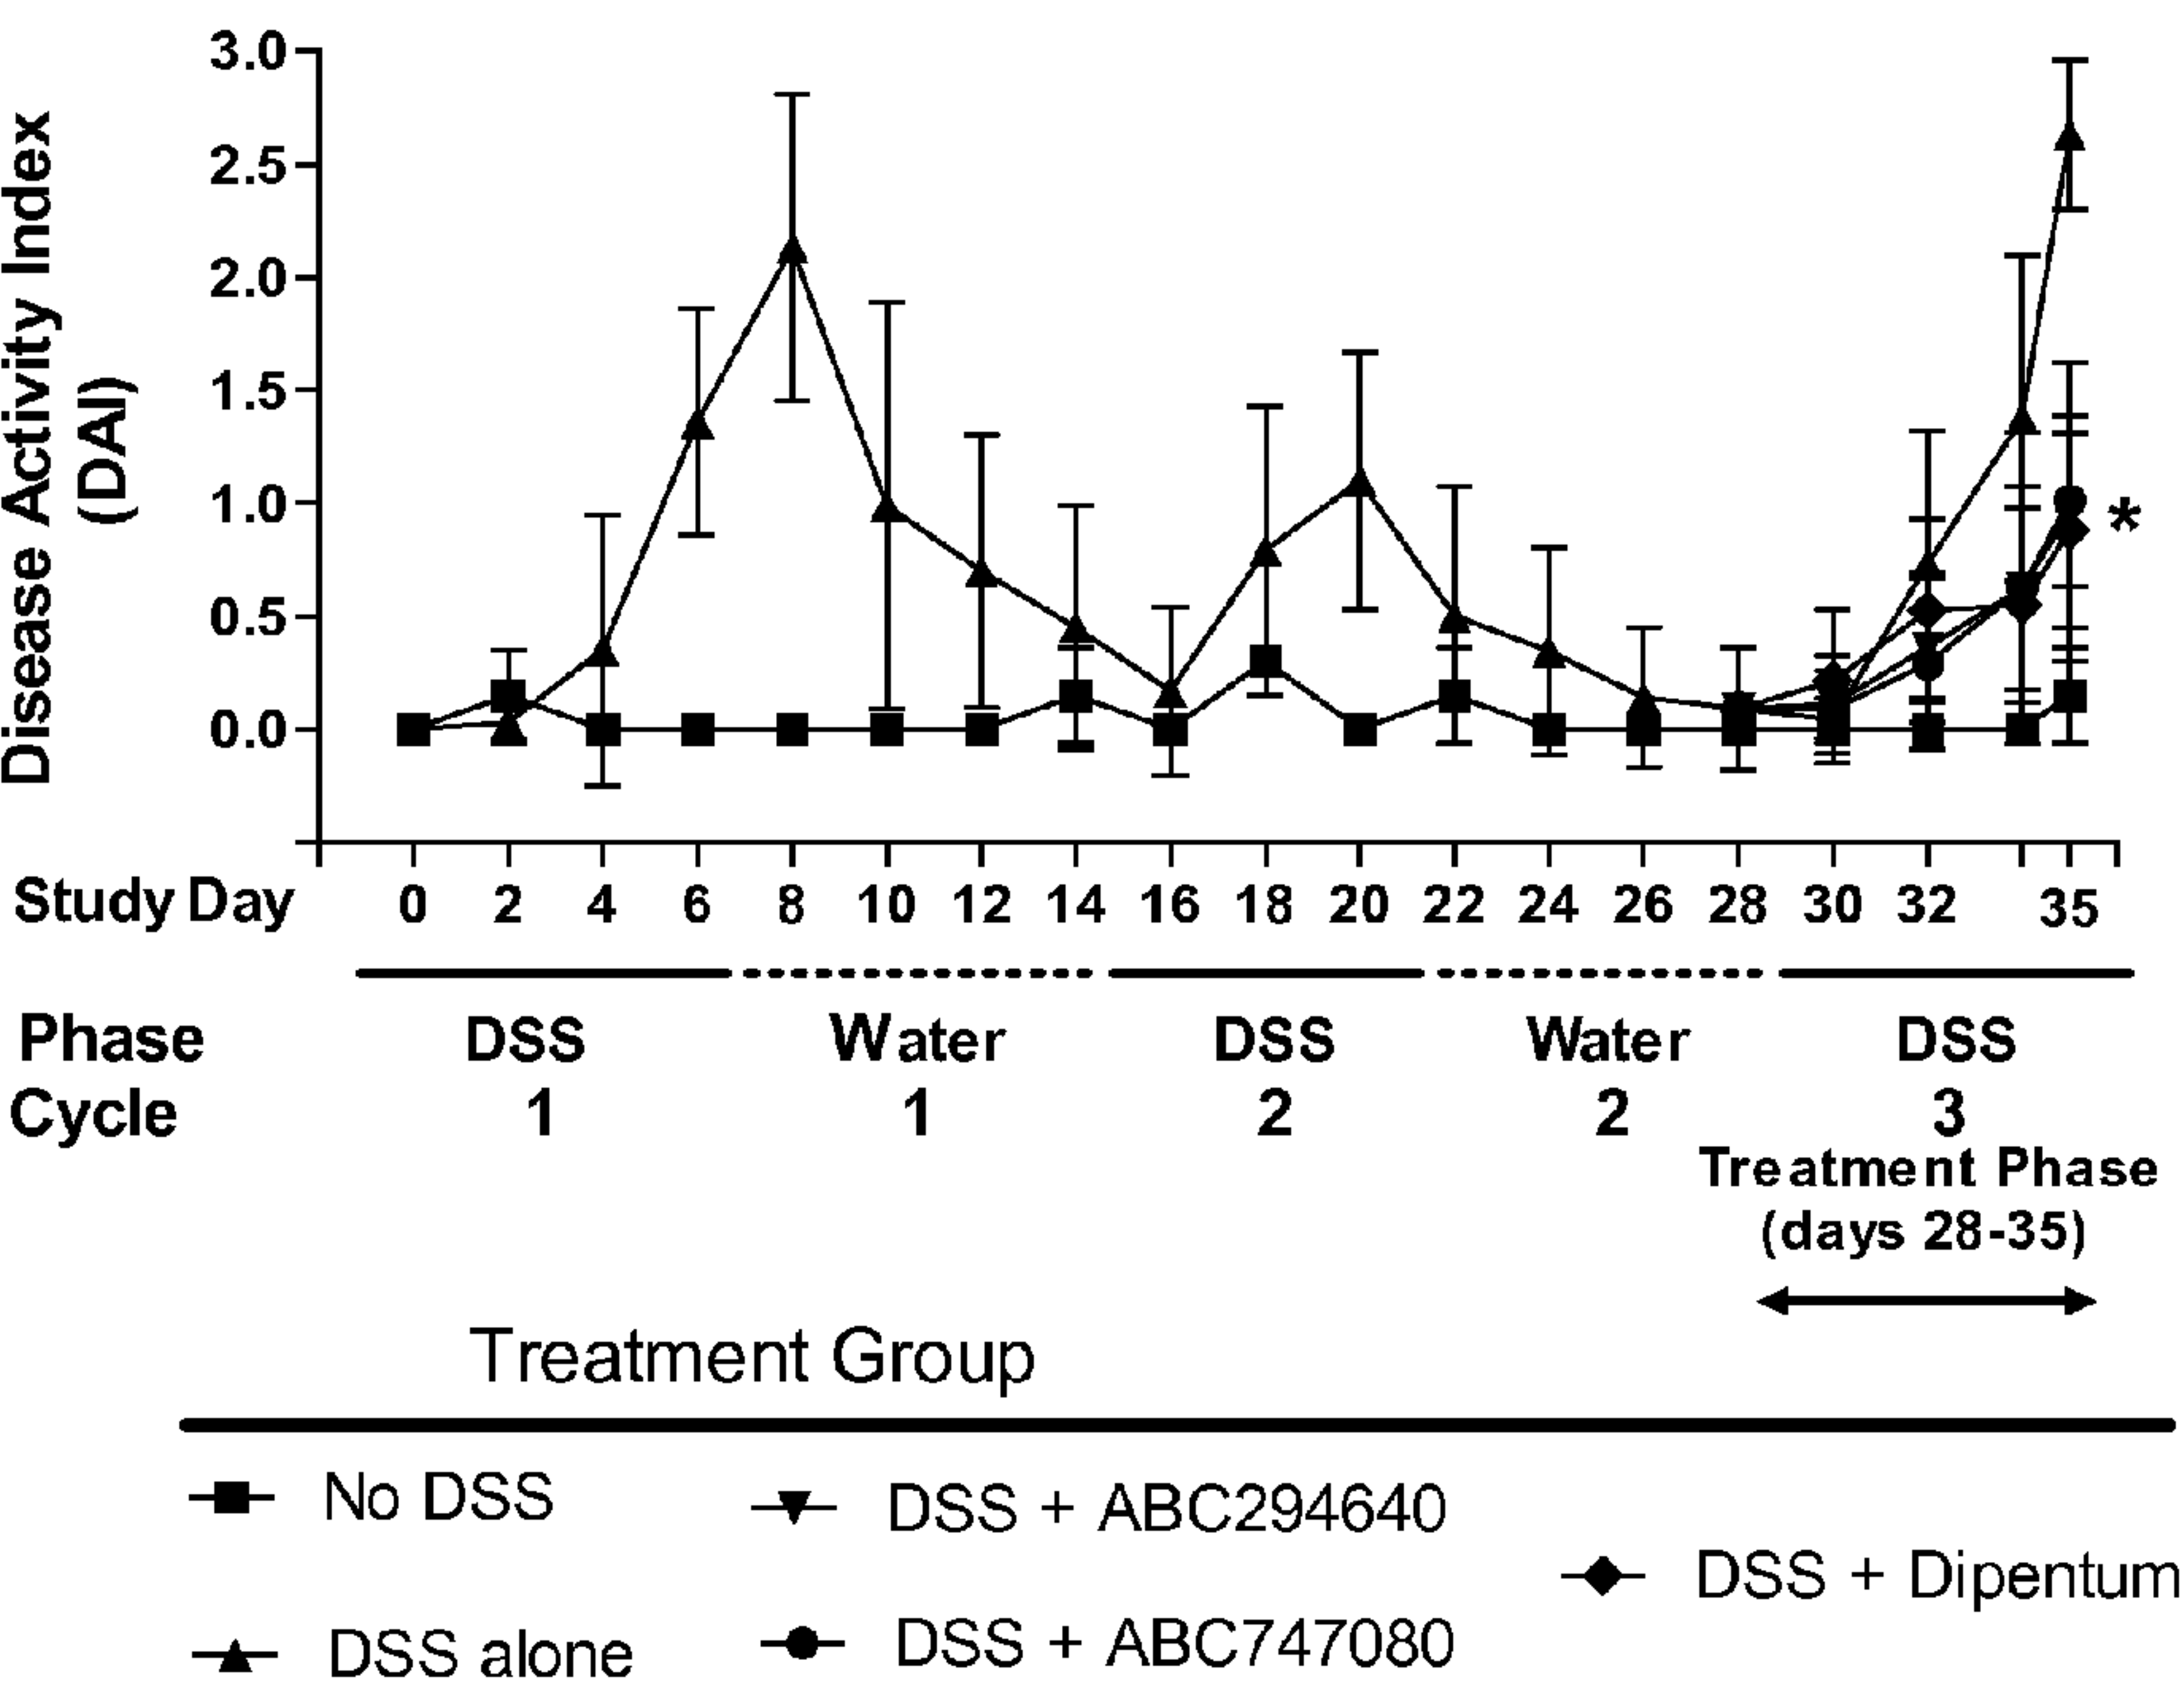 3.0
2.5
2.0
1.5
1.0
0.5
0.0
Disease Activity Index
(DAI)
*
Study Day 0 2 4 6 8 10 12 14 16 18 20 22 24 26 28 30 32 35
Phase DSS Water DSS Water DSS
Cycle 1 1 2 2 3
Treatment Phase
(days 28-35)
Treatment Group
No DSS
DSS + ABC294640
DSS + Dipentum
DSS alone
DSS + ABC747080